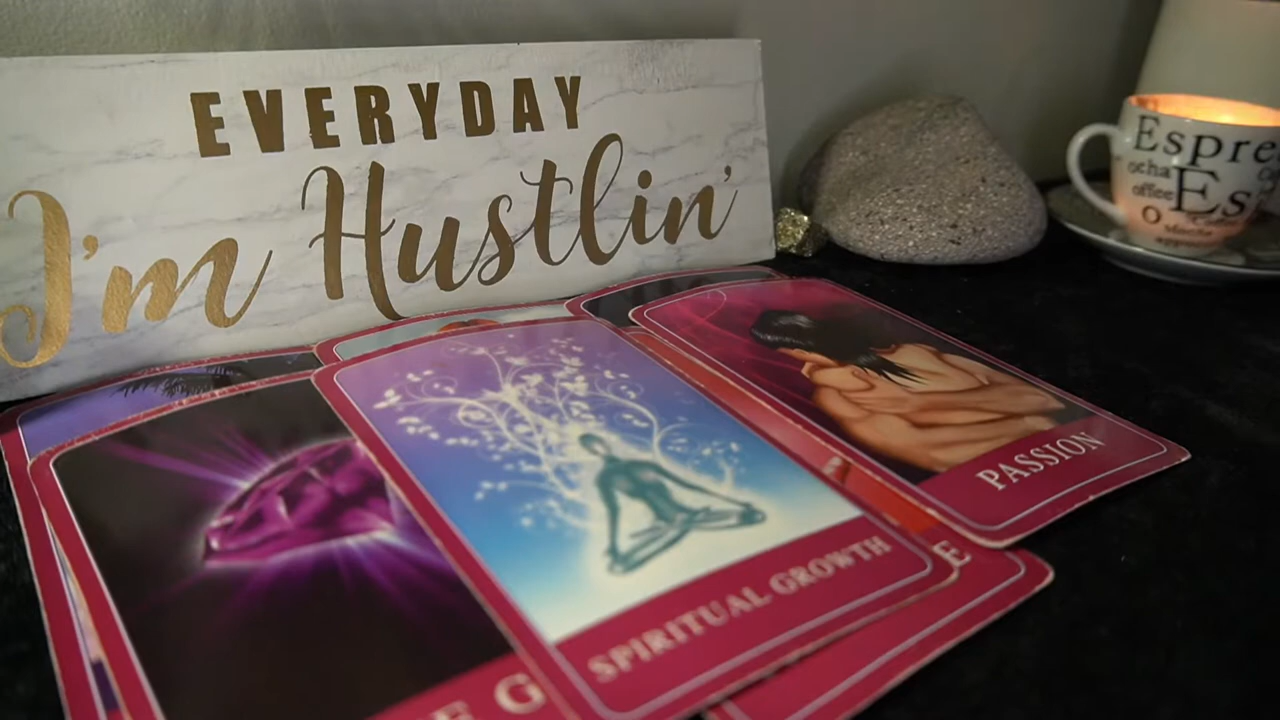 EVERYDAY
I'm Hustlin'
Espre
ocha
offee Es
O
PASSION
SPIRITUAL GROWTH
E
E G